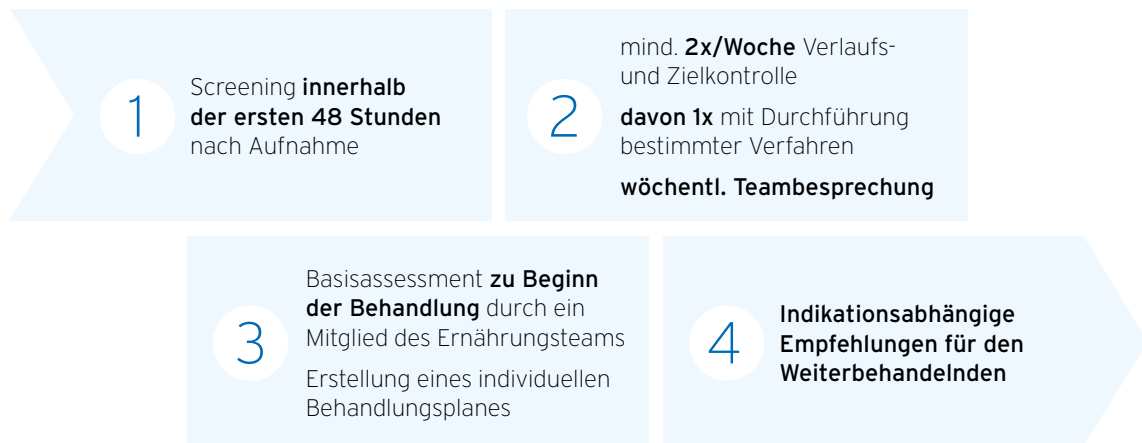 1
Screening innerhalb
der ersten 48 Stunden
nach Aufnahme
2
mind. 2x/Woche Verlaufs-
und Zielkontrolle
davon 1x mit Durchführung
bestimmter Verfahren
wöchentl. Teambesprechung
3
Basisassessment zu Beginn
der Behandlung durch ein
Mitglied des Ernährungsteams
Erstellung eines individuellen
Behandlungsplanes
4
Indikationsabhängige
Empfehlungen für den
Weiterbehandelnden